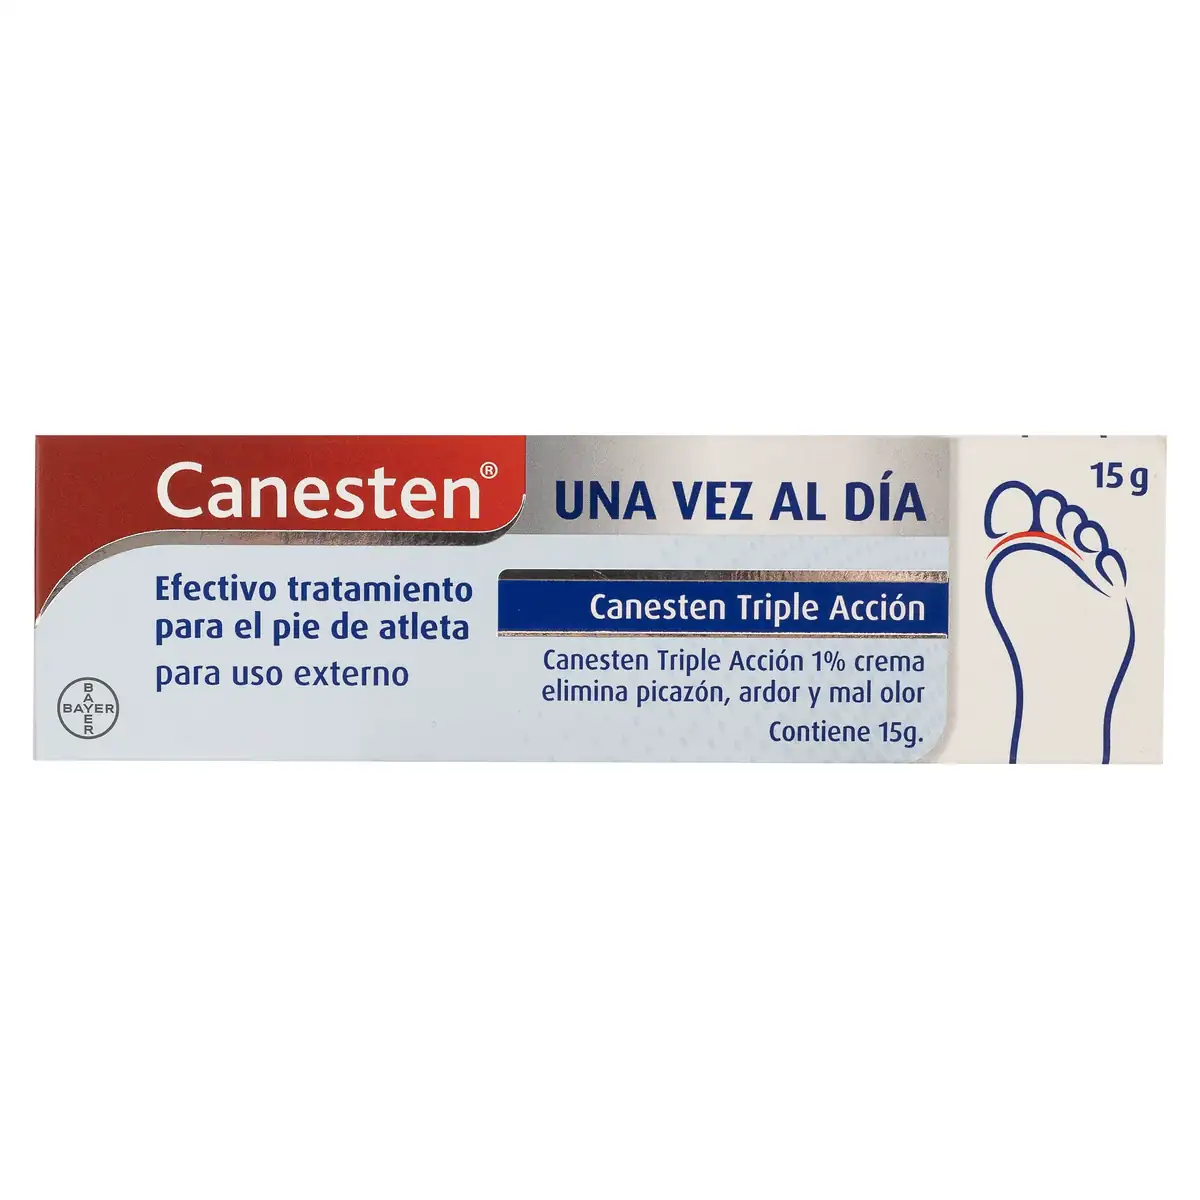 Canesten®
UNA VEZ AL DÍA
15 g
Efectivo tratamiento
para el pie de atleta
para uso externo
Canesten Triple Acción
Canesten Triple Acción 1% crema
elimina picazón, ardor y mal olor
Contiene 15g.
BAYER
BAYER